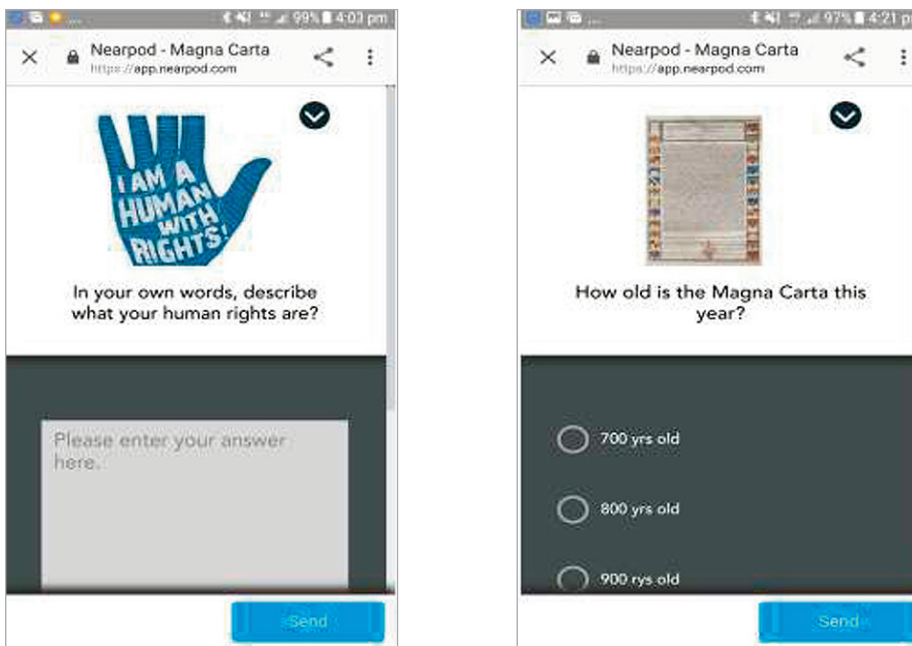 99% 4:03 pm
Nearpod - Magna Carta
https://app.nearpod.com
I AM A
HUMAN
WITH
RIGHTS!
In your own words, describe
what your human rights are?
Please enter your answer
here.
Send
97% 4:21 p
Nearpod - Magna Carta
https://app.nearpod.com
How old is the Magna Carta this
year?
700 yrs old
800 yrs old
900 rys old
Send